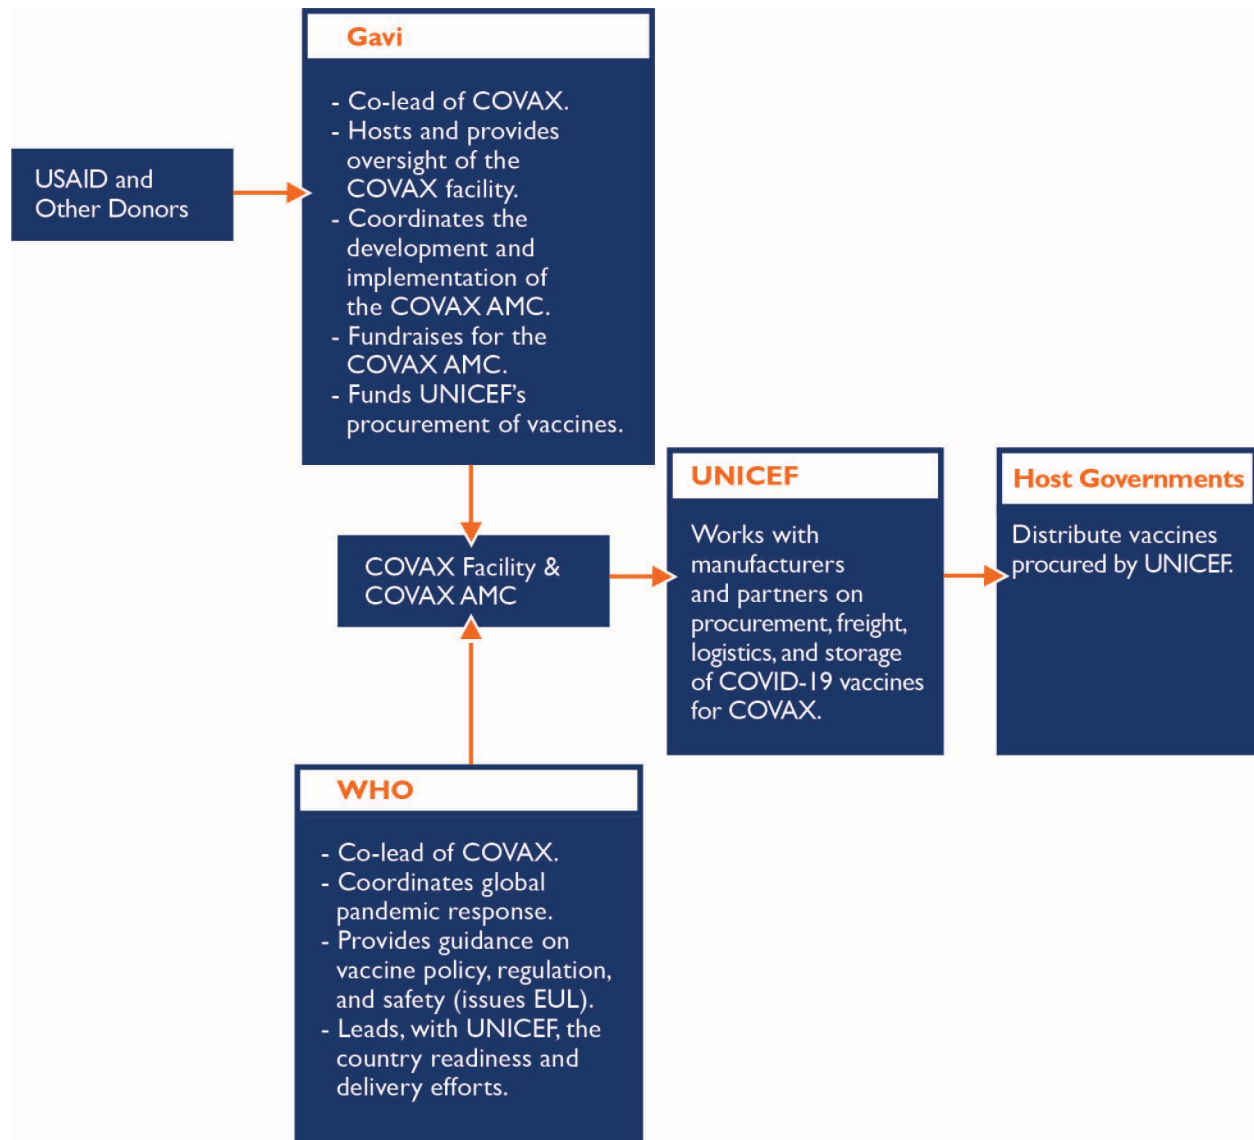 Gavi
- Co-lead of COVAX.
- Hosts and provides
oversight of the
COVAX facility.
- Coordinates the
development and
implementation of
the COVAX AMC.
- Fundraises for the
COVAX AMC.
- Funds UNICEF's
procurement of vaccines.
USAID and
Other Donors
COVAX Facility &
COVAX AMC
UNICEF
Works with
manufacturers
and partners on
procurement, freight,
logistics, and storage
of COVID-19 vaccines
for COVAX.
Host Governments
Distribute vaccines
procured by UNICEF.
WHO
- Co-lead of COVAX.
- Coordinates global
pandemic response.
- Provides guidance on
vaccine policy, regulation,
and safety (issues EUL).
- Leads, with UNICEF, the
country readiness and
delivery efforts.